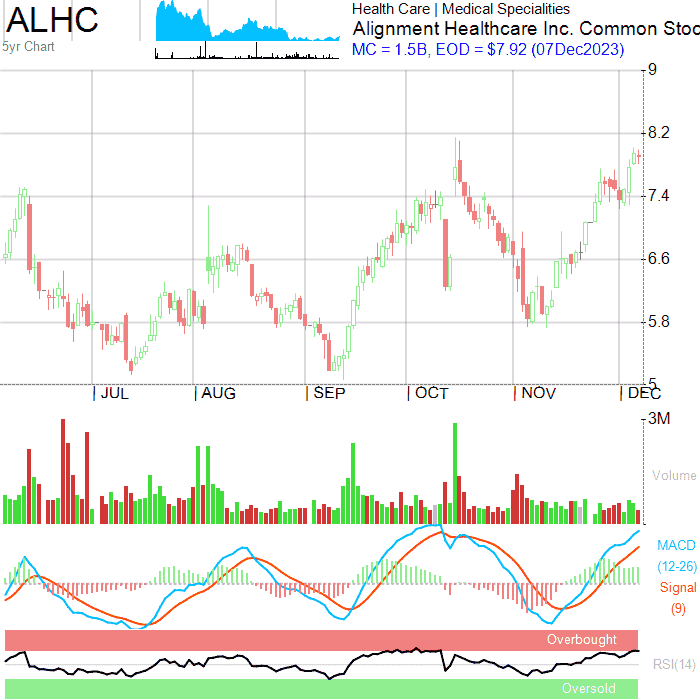 ALHC
5yr Chart
Health Care | Medical Specialities
Alignment Healthcare Inc. Common Stoc
MC = 1.5B, EOD = $7.92 (07Dec2023)
9
8.2
7.4
6.6
5.8
5
JUL
AUG
SEP
OCT
NOV
DEC
3M
Volume
MACD
(12-26)
Signal
(9)
Overbought
RSI(14)
Oversold